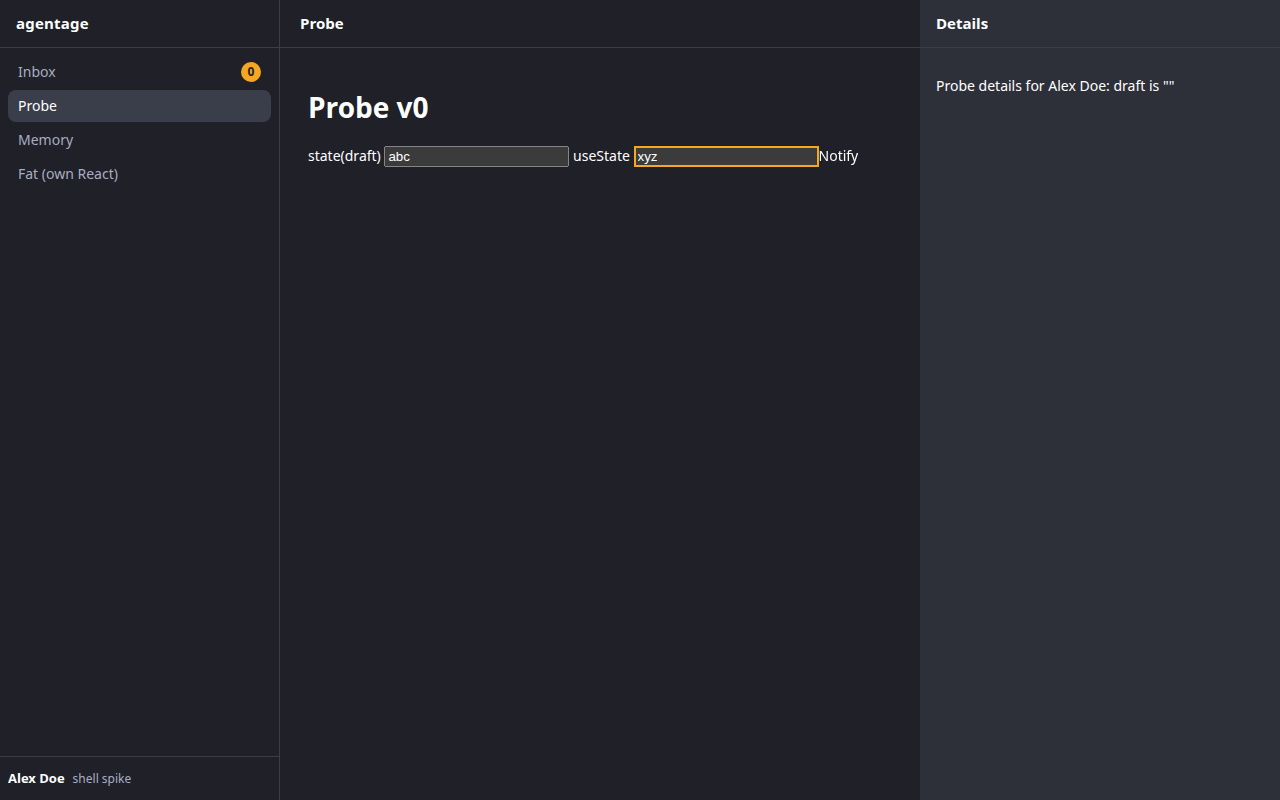 agentage
Inbox 0
Probe
Memory
Fat (own React)
Alex Doe shell spike
Probe
Probe v0
state(draft) abc useState xyz Notify
Details
Probe details for Alex Doe: draft is ""